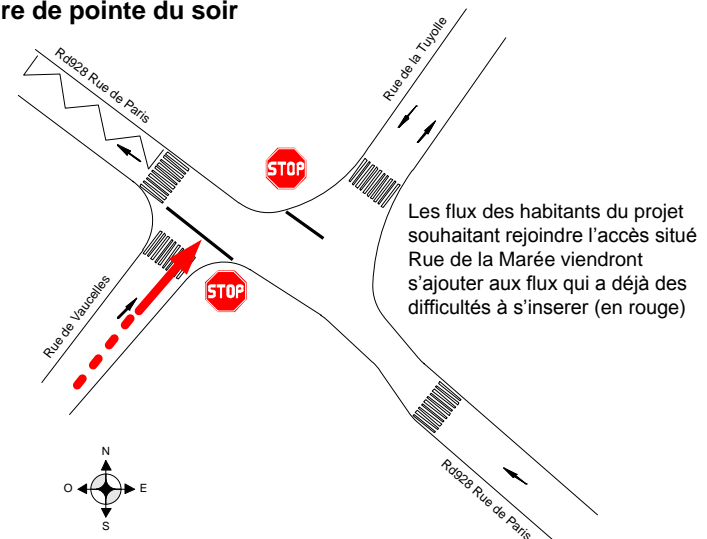 re de pointe du soir
Rd928 Rue de Paris
Rue de la Tuyolle
STOP
Les flux des habitants du projet
souhaitant rejoindre l'accès situé
Rue de la Marée viendront
s'ajouter aux flux qui a déjà des
difficultés à s'inserer (en rouge)
STOP
Rue de Vaucelles
N
O
E
S
Rd928 Rue de Paris